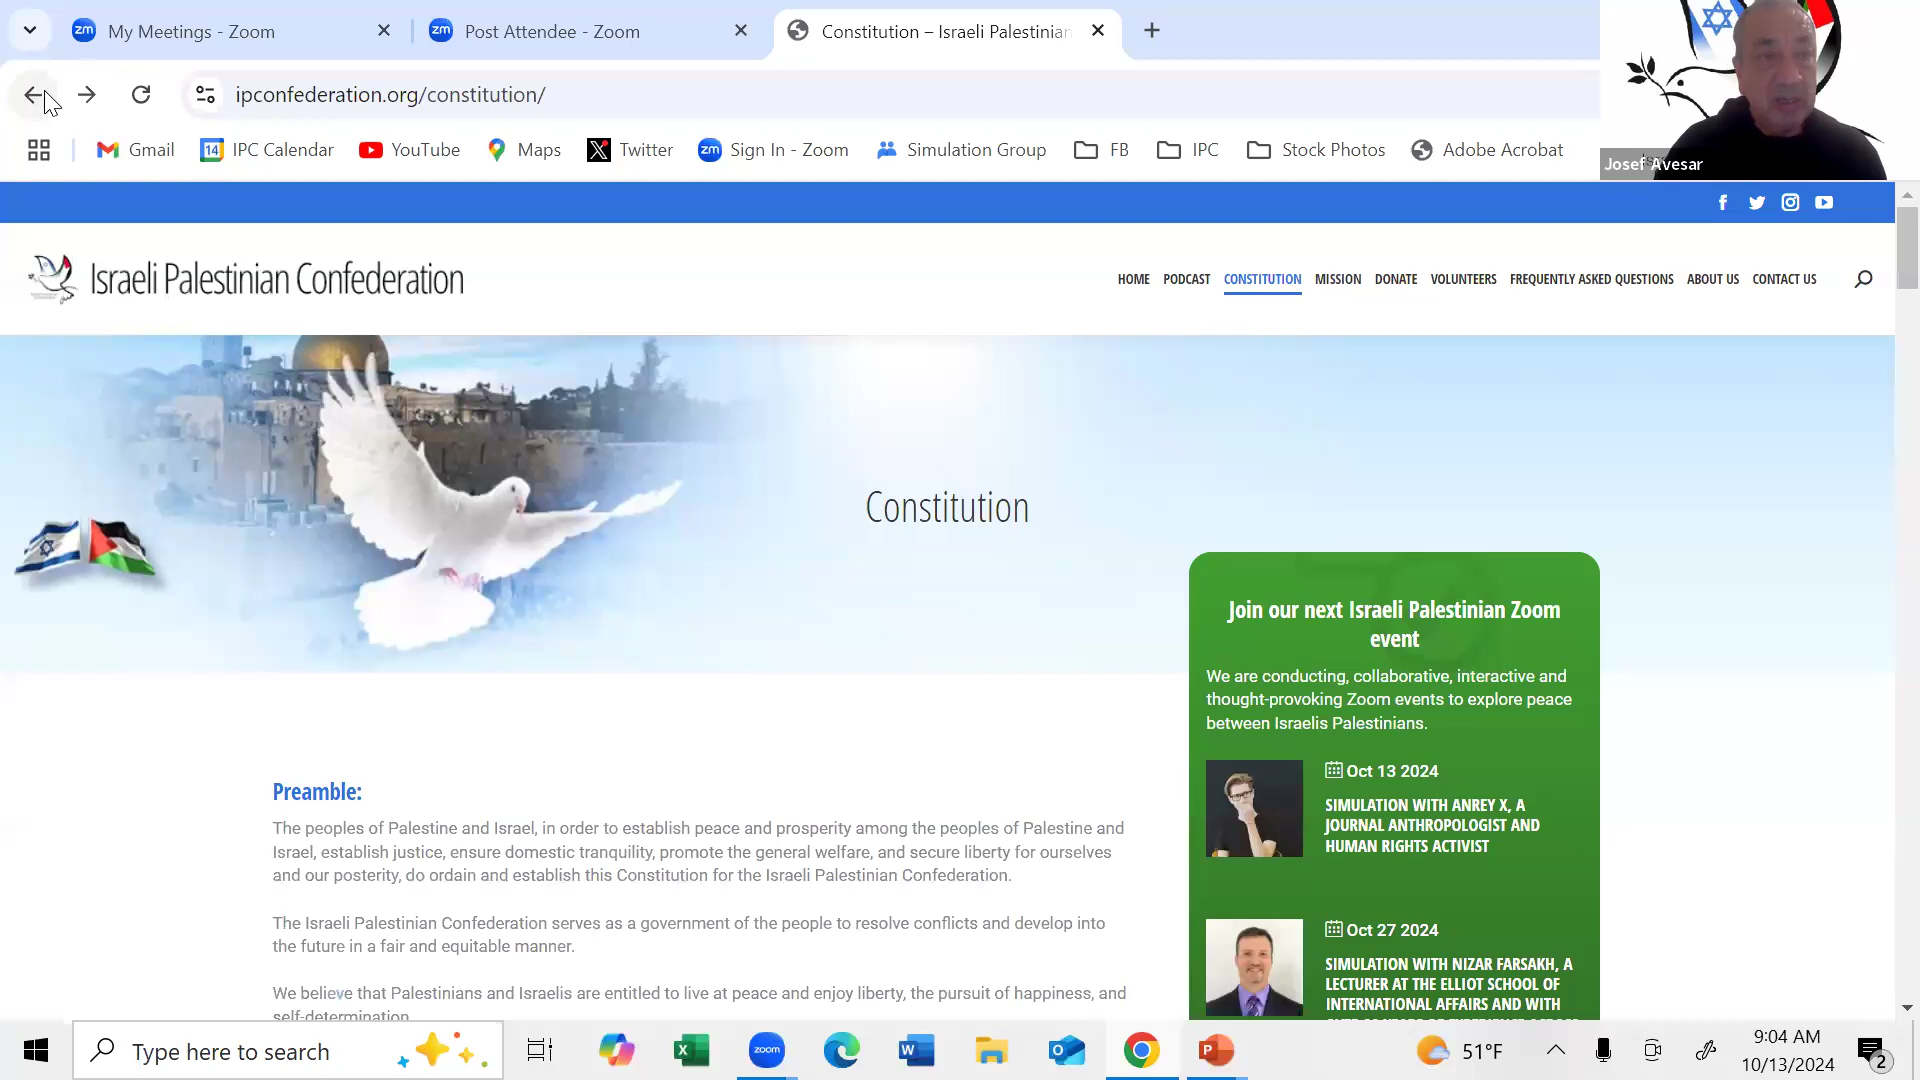 My Meetings - Zoom
Post Attendee - Zoom
Constitution – Israeli Palestinian
ipconfederation.org/constitution/
Gmail
14
IPC Calendar
YouTube
Maps
Twitter
zm
Sign In - Zoom
Simulation Group
FB
IPC
Stock Photos
Adobe Acrobat
Josef Avesar
Israeli Palestinian Confederation
HOME PODCAST CONSTITUTION MISSION DONATE VOLUNTEERS FREQUENTLY ASKED QUESTIONS ABOUT US CONTACT US
Constitution
Preamble:
The peoples of Palestine and Israel, in order to establish peace and prosperity among the peoples of Palestine and
Israel, establish justice, ensure domestic tranquility, promote the general welfare, and secure liberty for ourselves
and our posterity, do ordain and establish this Constitution for the Israeli Palestinian Confederation.
The Israeli Palestinian Confederation serves as a government of the people to resolve conflicts and develop into
the future in a fair and equitable manner.
We believe that Palestinians and Israelis are entitled to live at peace and enjoy liberty, the pursuit of happiness, and
self-determination
Join our next Israeli Palestinian Zoom
event
We are conducting, collaborative, interactive and
thought-provoking Zoom events to explore peace
between Israelis Palestinians.
Oct 13 2024
SIMULATION WITH ANREY X, A
JOURNAL ANTHROPOLOGIST AND
HUMAN RIGHTS ACTIVIST
Oct 27 2024
SIMULATION WITH NIZAR FARSAKH, A
LECTURER AT THE ELLIOT SCHOOL OF
INTERNATIONAL AFFAIRS AND WITH
Type here to search
zoom
51°F
9:04 AM
10/13/2024
2